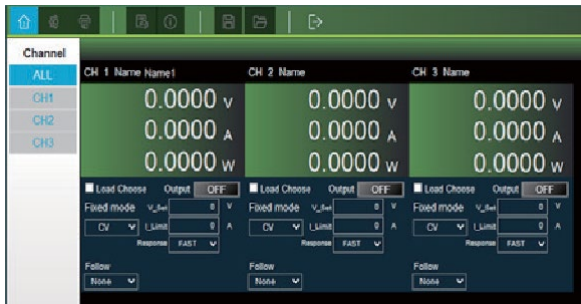 Channel
ALL
CH1
CH2
CH3
CH 1 Name Name1
0.0000 V
0.0000 A
0.0000 W
Load Choose Output OFF
Fixed mode V_Set 0 V
CV I_Limit 0 A
Response FAST
Follow
None
CH 2 Name
0.0000 V
0.0000 A
0.0000 W
Load Choose Output OFF
Fixed mode V_Set 0 V
CV I_Limit 0 A
Response FAST
Follow
None
CH 3 Name
0.0000 V
0.0000 A
0.0000 W
Load Choose Output OFF
Fixed mode V_Set 0 V
CV I_Limit 0 A
Response FAST
Follow
None